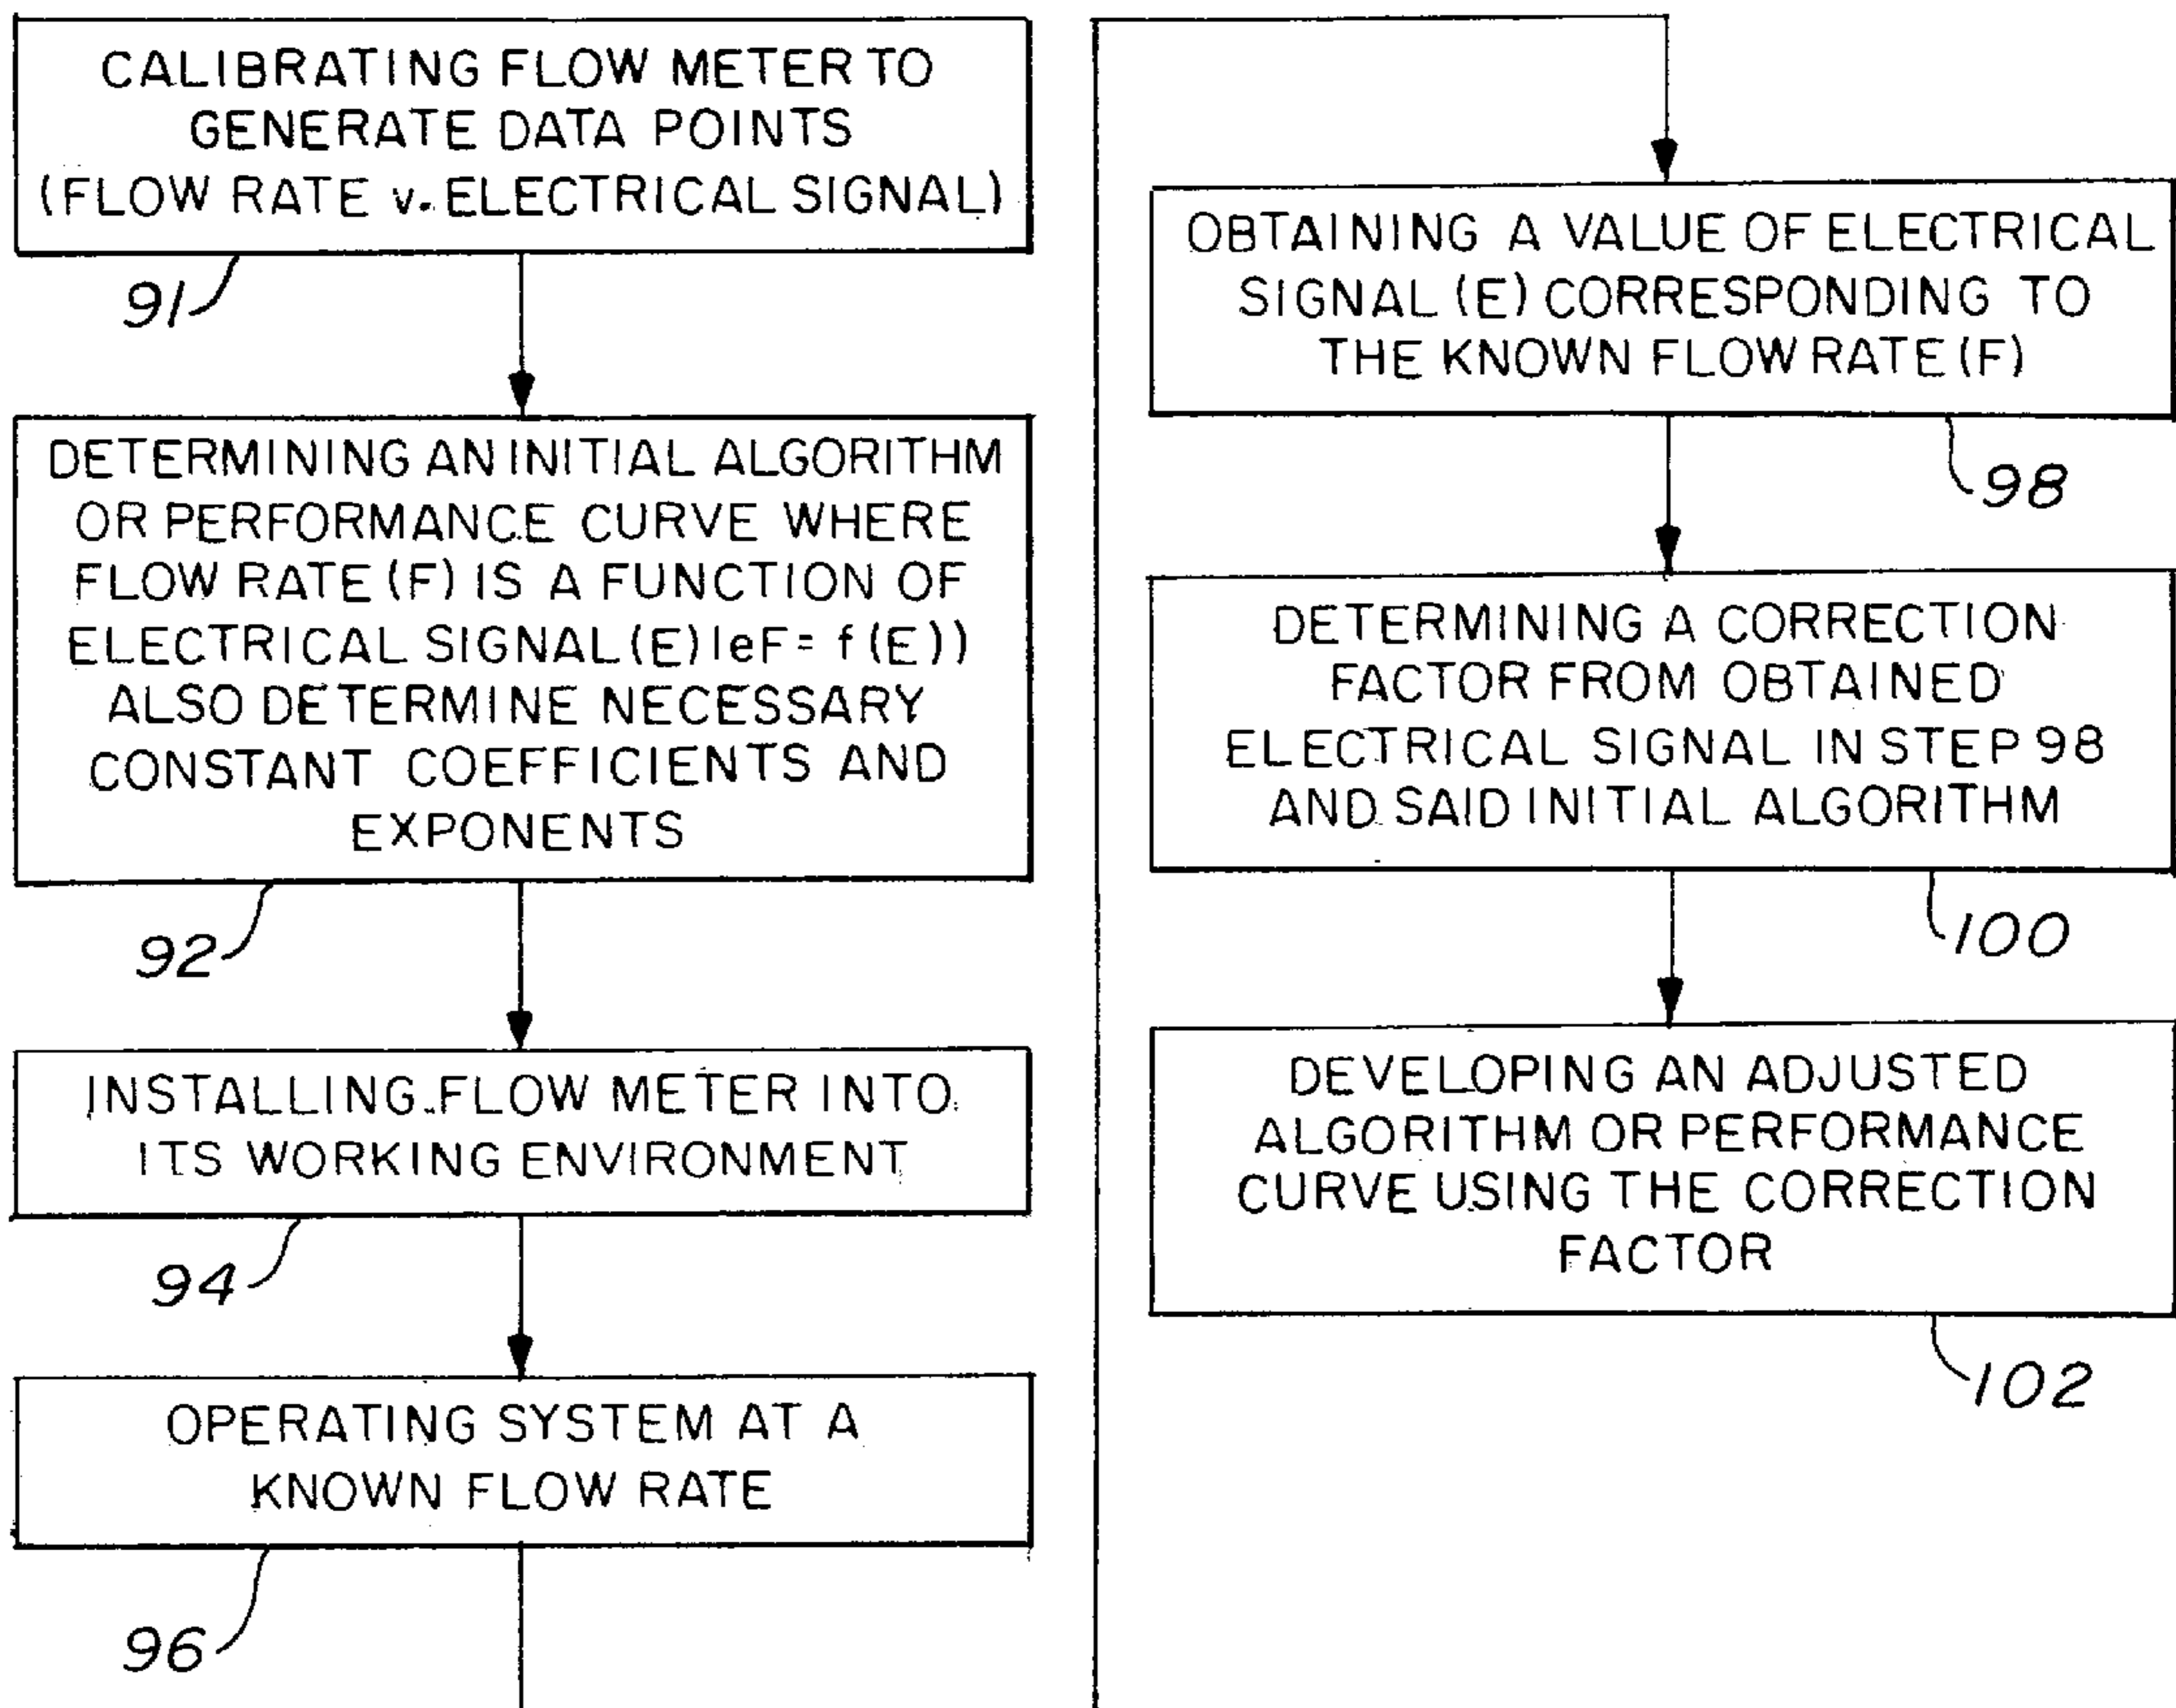 CALIBRATING FLOW METER TO
GENERATE DATA POINTS
(FLOW RATE v. ELECTRICAL SIGNAL)
91
DETERMINING AN INITIAL ALGORITHM
OR PERFORMANCE CURVE WHERE
FLOW RATE (F) IS A FUNCTION OF
ELECTRICAL SIGNAL (E) IeF= f (E))
ALSO DETERMINE NECESSARY
CONSTANT COEFFICIENTS AND
EXPONENTS
92
INSTALLING FLOW METER INTO
ITS WORKING ENVIRONMENT
94
OPERATING SYSTEM AT A
KNOWN FLOW RATE
96
OBTAINING A VALUE OF ELECTRICAL
SIGNAL (E) CORRESPONDING TO
THE KNOWN FLOW RATE (F)
98
DETERMINING A CORRECTION
FACTOR FROM OBTAINED
ELECTRICAL SIGNAL IN STEP 98
AND SAID INITIAL ALGORITHM
100
DEVELOPING AN ADJUSTED
ALGORITHM OR PERFORMANCE
CURVE USING THE CORRECTION
FACTOR
102